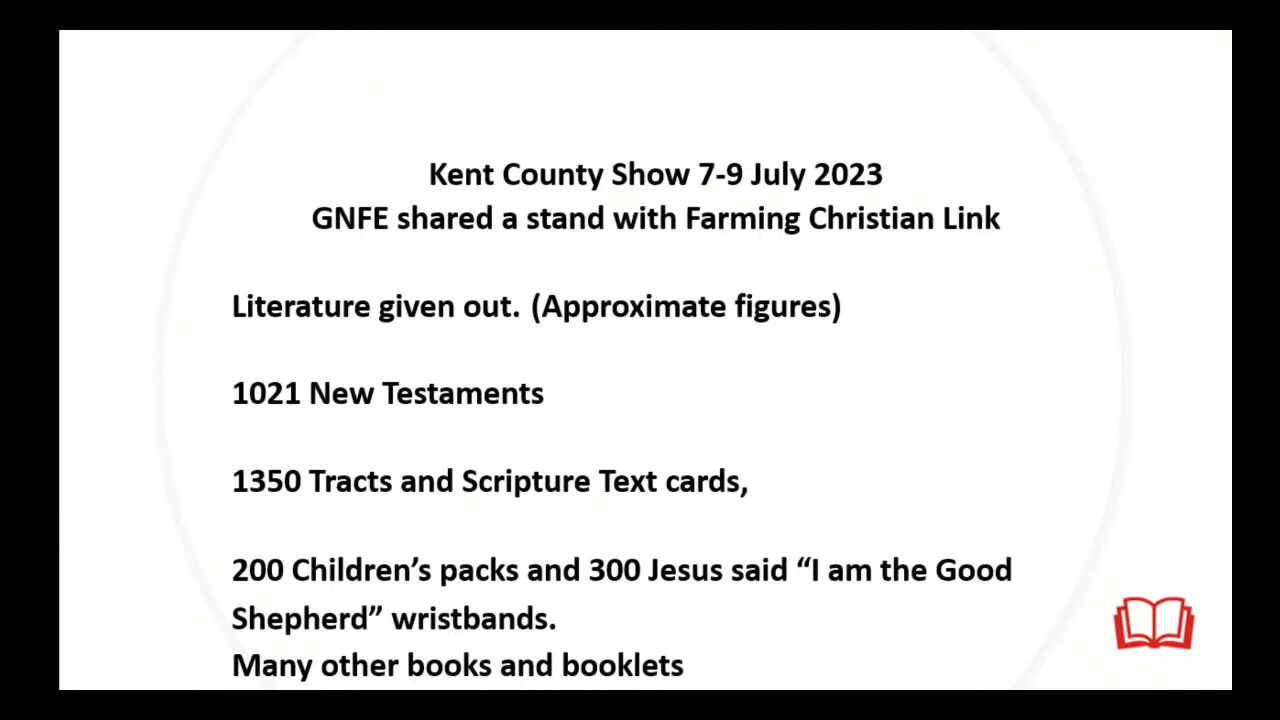 Kent County Show 7-9 July 2023
GNFE shared a stand with Farming Christian Link
Literature given out. (Approximate figures)
1021 New Testaments
1350 Tracts and Scripture Text cards,
200 Children’s packs and 300 Jesus said “I am the Good
Shepherd” wristbands.
Many other books and booklets